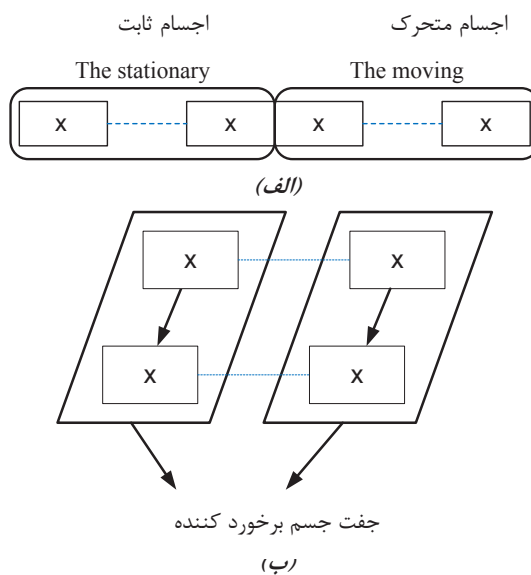 اجسام متحرک
اجسام ثابت
The stationary
The moving
x x x x
(الف)
x x
x x
جفت جسم برخورد کننده
(ب)